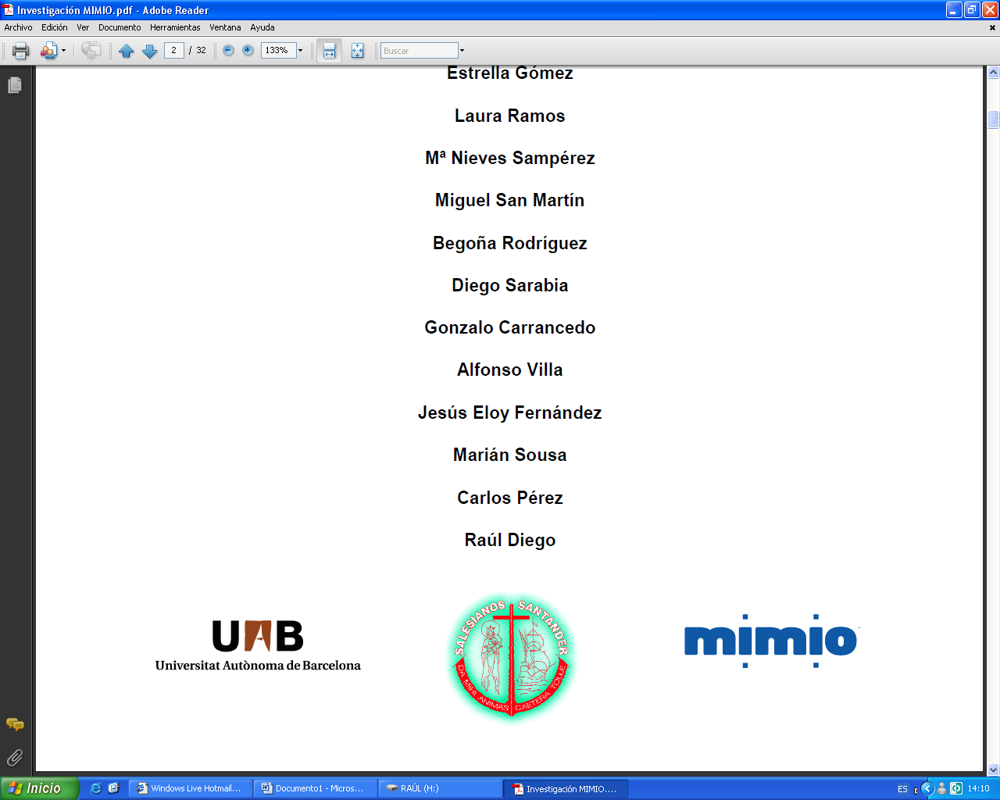 Investigación MIMIO.pdf - Adobe Reader
Archivo Edición Ver Documento Herramientas Ventana Ayuda
2 / 32 133% Buscar
Estrella Gómez
Laura Ramos
Mª Nieves Sampérez
Miguel San Martín
Begoña Rodríguez
Diego Sarabia
Gonzalo Carrancedo
Alfonso Villa
Jesús Eloy Fernández
Marián Sousa
Carlos Pérez
Raúl Diego
UAB
Universitat Autònoma de Barcelona
SALESIANOS SANTANDER
DA MIHI ANIMAS CAETERA TOLLE
mimio
Inicio Windows Live Hotmail... Documento1 - Micros... RAÚL (H:) Investigación MIMIO.... ES 14:10